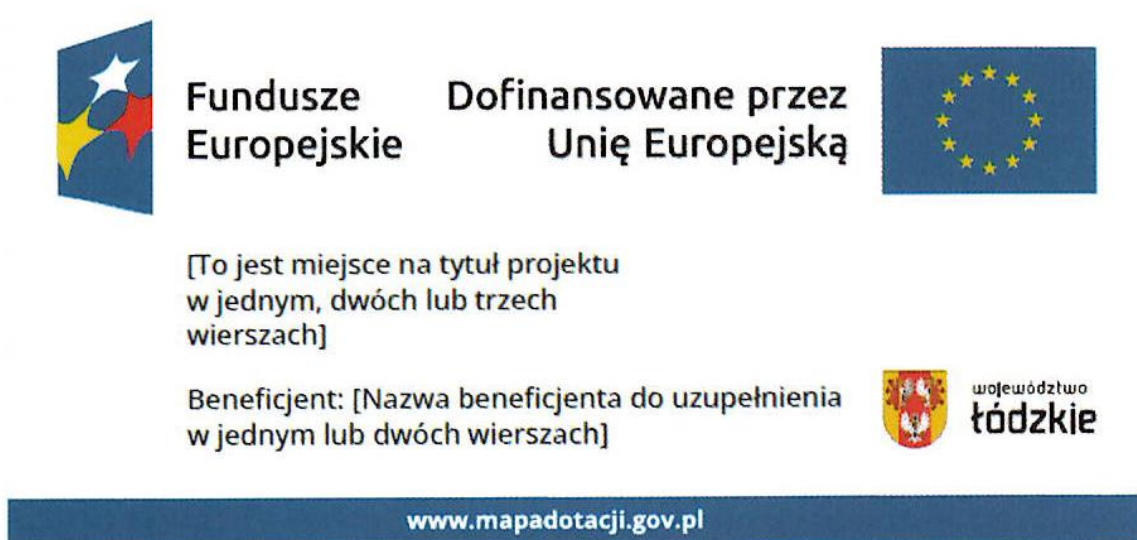 Fundusze
Europejskie
Dofinansowane przez
Unię Europejską
[To jest miejsce na tytuł projektu
w jednym, dwóch lub trzech
wierszach]
Beneficjent: [Nazwa beneficjenta do uzupełnienia
w jednym lub dwóch wierszach]
województwo
łódzkie
www.mapadotacji.gov.pl